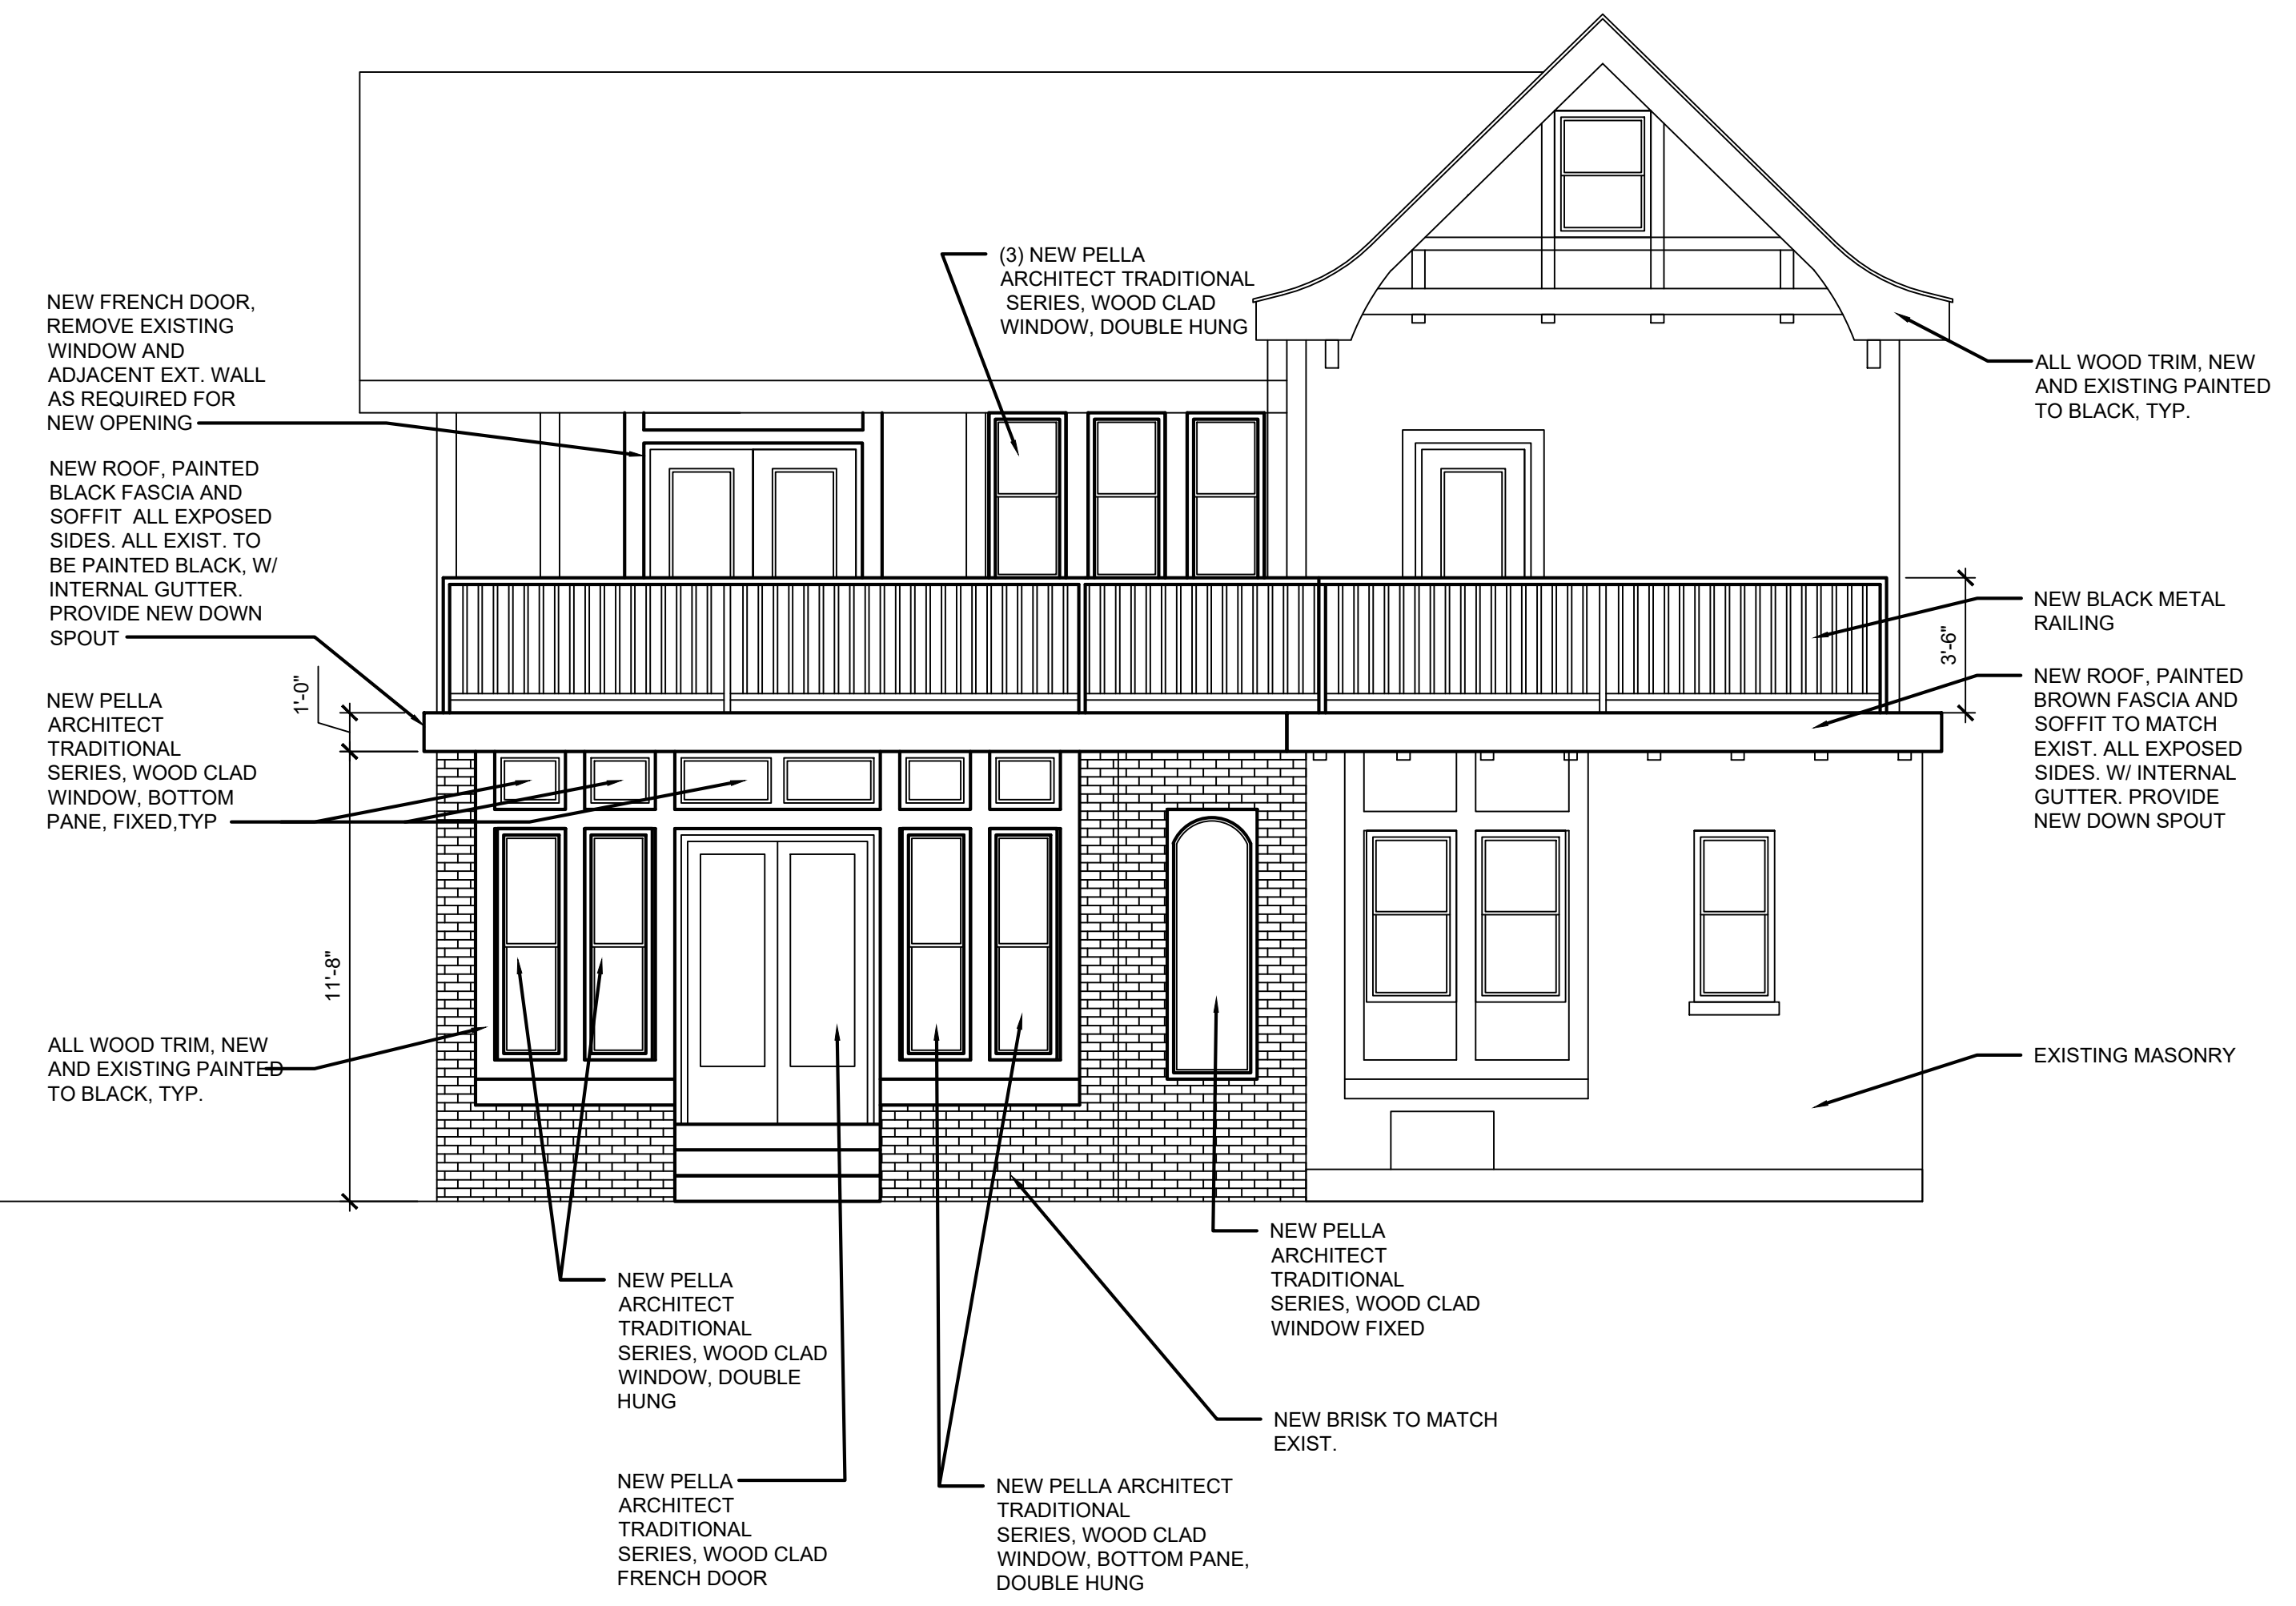 (3) NEW PELLA
ARCHITECT TRADITIONAL
SERIES, WOOD CLAD
WINDOW, DOUBLE HUNG
NEW FRENCH DOOR,
REMOVE EXISTING
WINDOW AND
ADJACENT EXT. WALL
AS REQUIRED FOR
NEW OPENING
NEW ROOF, PAINTED
BLACK FASCIA AND
SOFFIT ALL EXPOSED
SIDES. ALL EXIST. TO
BE PAINTED BLACK, W/
INTERNAL GUTTER.
PROVIDE NEW DOWN
SPOUT
1'-0"
NEW PELLA
ARCHITECT
TRADITIONAL
SERIES, WOOD CLAD
WINDOW, BOTTOM
PANE, FIXED,TYP
11'-8"
ALL WOOD TRIM, NEW
AND EXISTING PAINTED
TO BLACK, TYP.
ALL WOOD TRIM, NEW
AND EXISTING PAINTED
TO BLACK, TYP.
NEW BLACK METAL
RAILING
3'-6"
NEW ROOF, PAINTED
BROWN FASCIA AND
SOFFIT TO MATCH
EXIST. ALL EXPOSED
SIDES. W/ INTERNAL
GUTTER. PROVIDE
NEW DOWN SPOUT
EXISTING MASONRY
NEW PELLA
ARCHITECT
TRADITIONAL
SERIES, WOOD CLAD
WINDOW FIXED
NEW PELLA
ARCHITECT
TRADITIONAL
SERIES, WOOD CLAD
WINDOW, DOUBLE
HUNG
NEW BRISK TO MATCH
EXIST.
NEW PELLA
ARCHITECT
TRADITIONAL
SERIES, WOOD CLAD
FRENCH DOOR
NEW PELLA ARCHITECT
TRADITIONAL
SERIES, WOOD CLAD
WINDOW, BOTTOM PANE,
DOUBLE HUNG